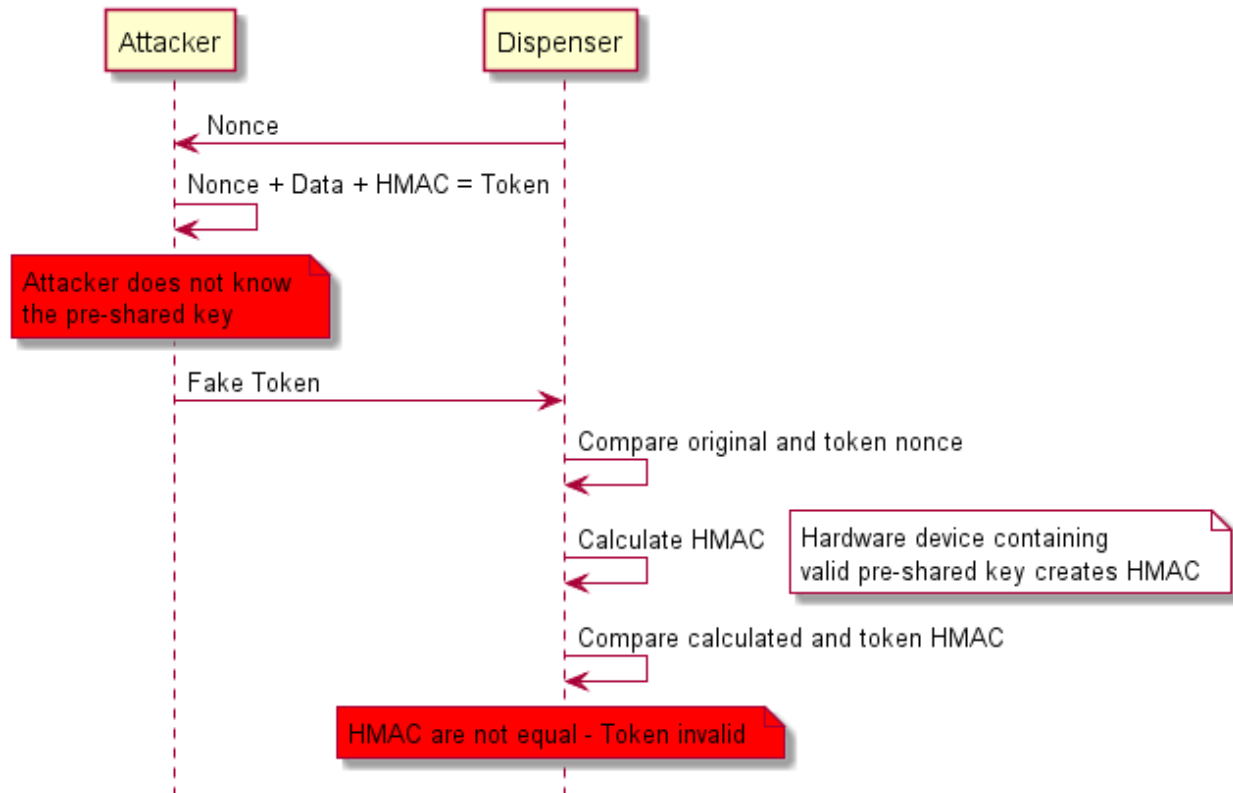 Attacker
Dispenser
Nonce
Nonce + Data + HMAC = Token
Attacker does not know
the pre-shared key
Fake Token
Compare original and token nonce
Calculate HMAC
Hardware device containing
valid pre-shared key creates HMAC
Compare calculated and token HMAC
HMAC are not equal - Token invalid